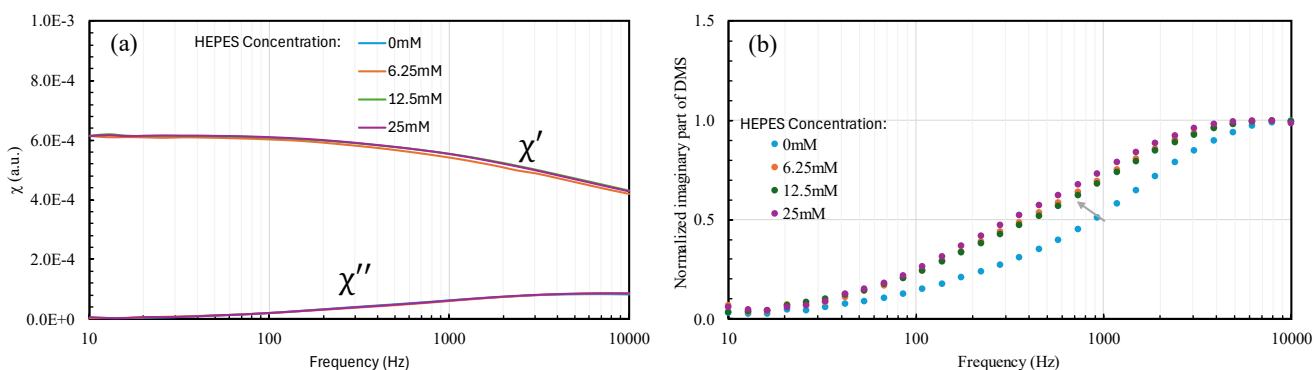 (a)
HEPES Concentration:
0mM
6.25mM
12.5mM
25mM
χ (a.u.)
1.0E-3
8.0E-4
6.0E-4
4.0E-4
2.0E-4
0.0E+0
χ′
χ″
10 100 1000 10000
Frequency (Hz)
(b)
HEPES Concentration:
0mM
6.25mM
12.5mM
25mM
Normalized imaginary part of DMS
1.5
1.0
0.5
0.0
10 100 1000 10000
Frequency (Hz)